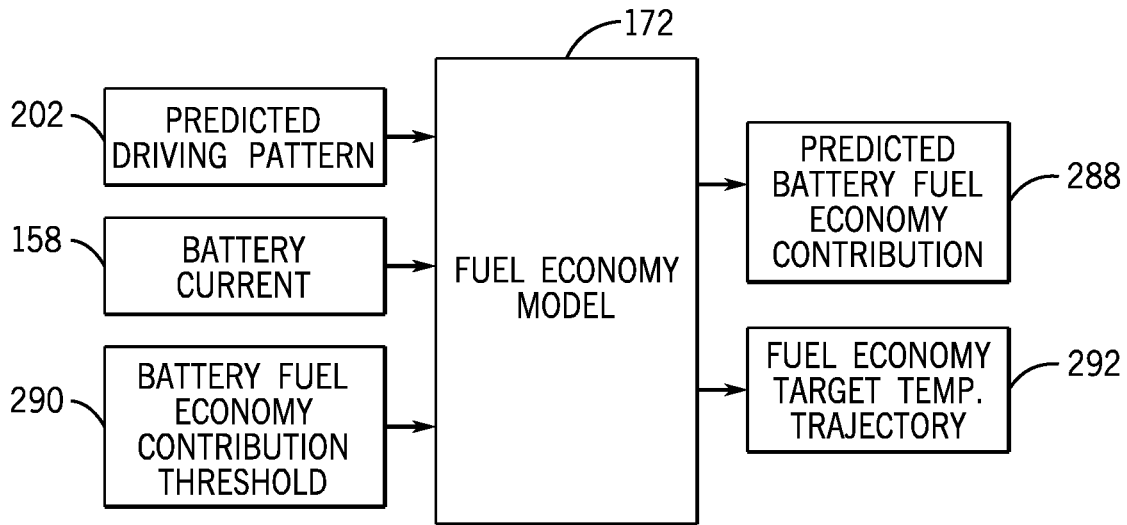 172
202
PREDICTED
DRIVING PATTERN
158
BATTERY
CURRENT
290
BATTERY FUEL
ECONOMY
CONTRIBUTION
THRESHOLD
FUEL ECONOMY
MODEL
PREDICTED
BATTERY FUEL
ECONOMY
CONTRIBUTION
288
FUEL ECONOMY
TARGET TEMP.
TRAJECTORY
292